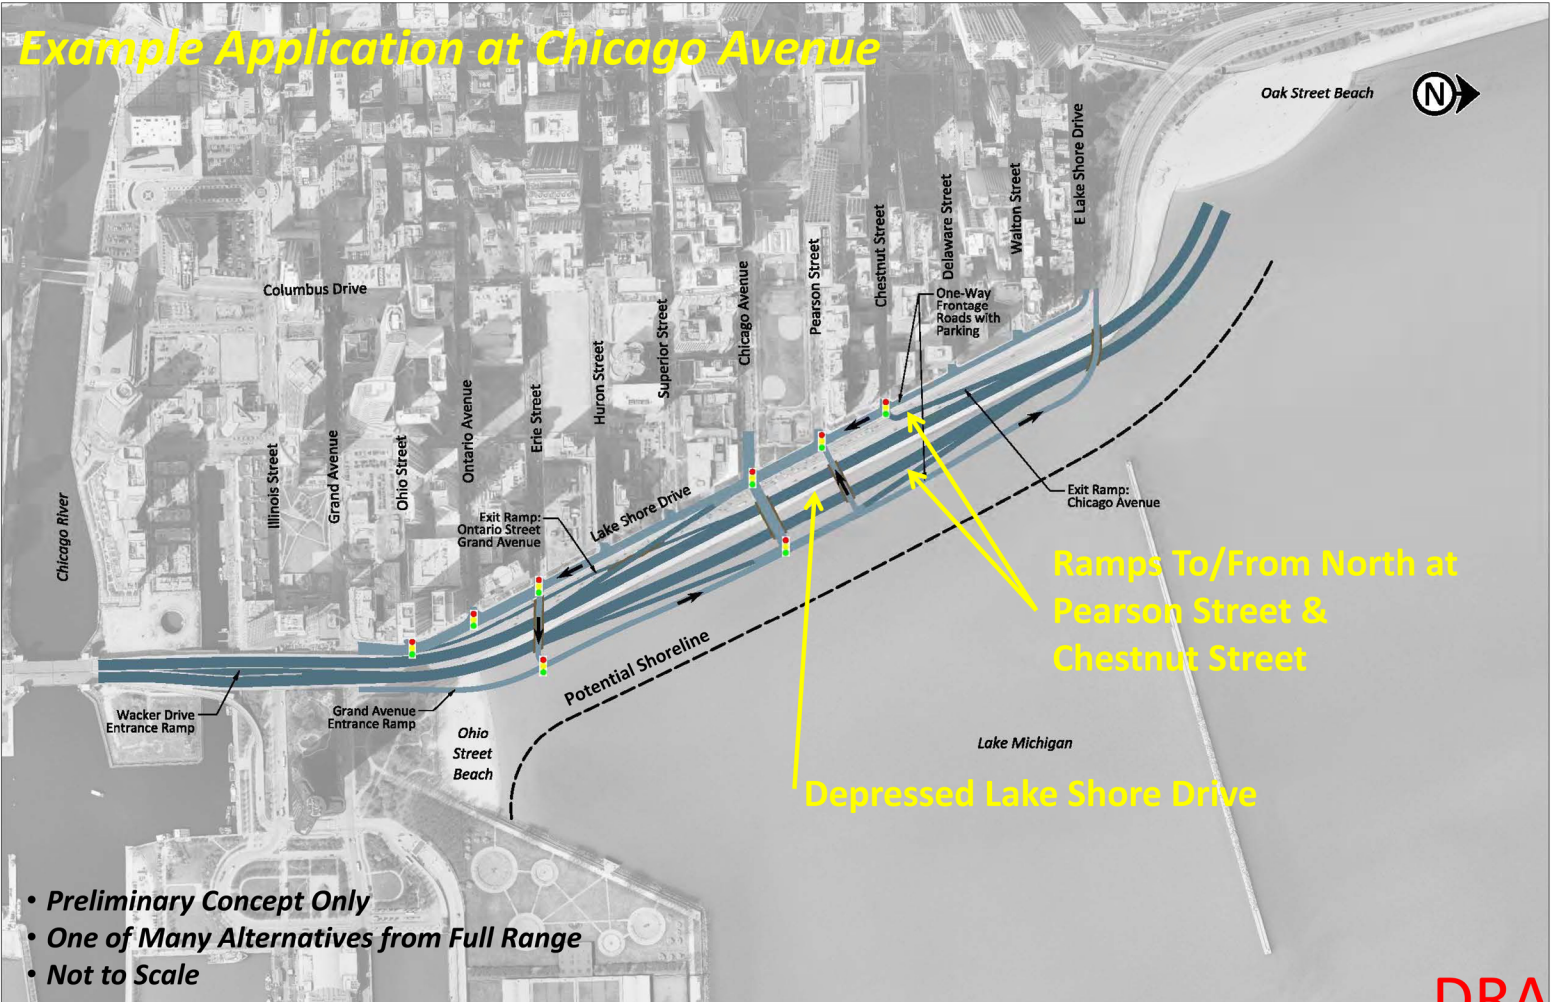 Example Application at Chicago Avenue
Oak Street Beach
N
E Lake Shore Drive
Walton Street
Delaware Street
Chestnut Street
Pearson Street
Chicago Avenue
Superior Street
Huron Street
Erie Street
Ontario Avenue
Ohio Street
Grand Avenue
Illinois Street
Columbus Drive
Chicago River
One-Way
Frontage
Roads with
Parking
Lake Shore Drive
Exit Ramp:
Ontario Street
Grand Avenue
Exit Ramp:
Chicago Avenue
Ramps To/From North at
Pearson Street &
Chestnut Street
Potential Shoreline
Wacker Drive
Entrance Ramp
Grand Avenue
Entrance Ramp
Ohio
Street
Beach
Lake Michigan
Depressed Lake Shore Drive
• Preliminary Concept Only
• One of Many Alternatives from Full Range
• Not to Scale
DRA